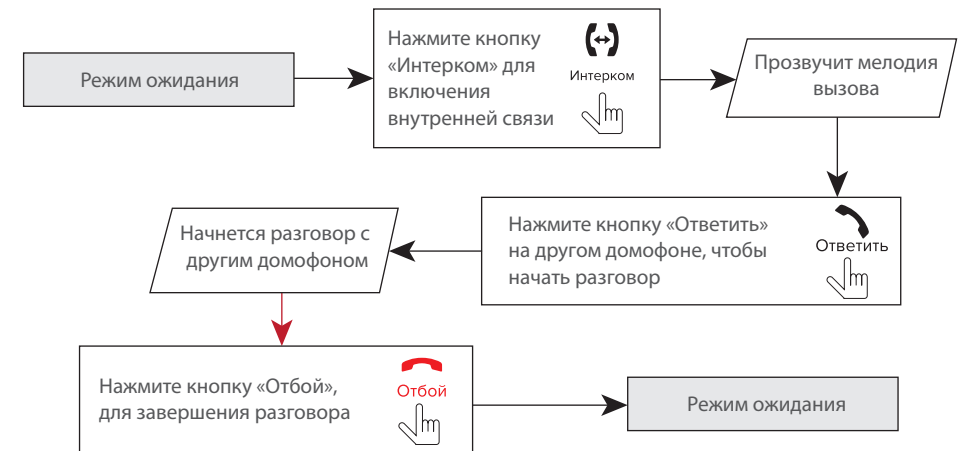 Режим ожидания
Нажмите кнопку
«Интерком» для
включения
внутренней связи
Интерком
Прозвучит мелодия
вызова
Нажмите кнопку «Ответить»
на другом домофоне, чтобы
начать разговор
Ответить
Начнется разговор с
другим домофоном
Нажмите кнопку «Отбой»,
для завершения разговора
Отбой
Режим ожидания